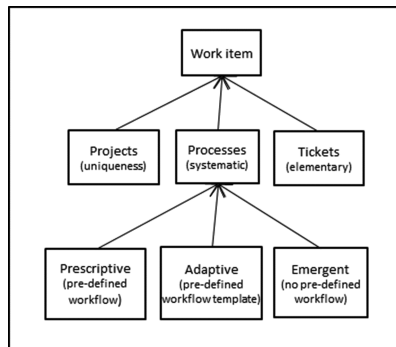 Work item
Projects
(uniqueness)
Processes
(systematic)
Tickets
(elementary)
Prescriptive
(pre-defined
workflow)
Adaptive
(pre-defined
workflow template)
Emergent
(no pre-defined
workflow)